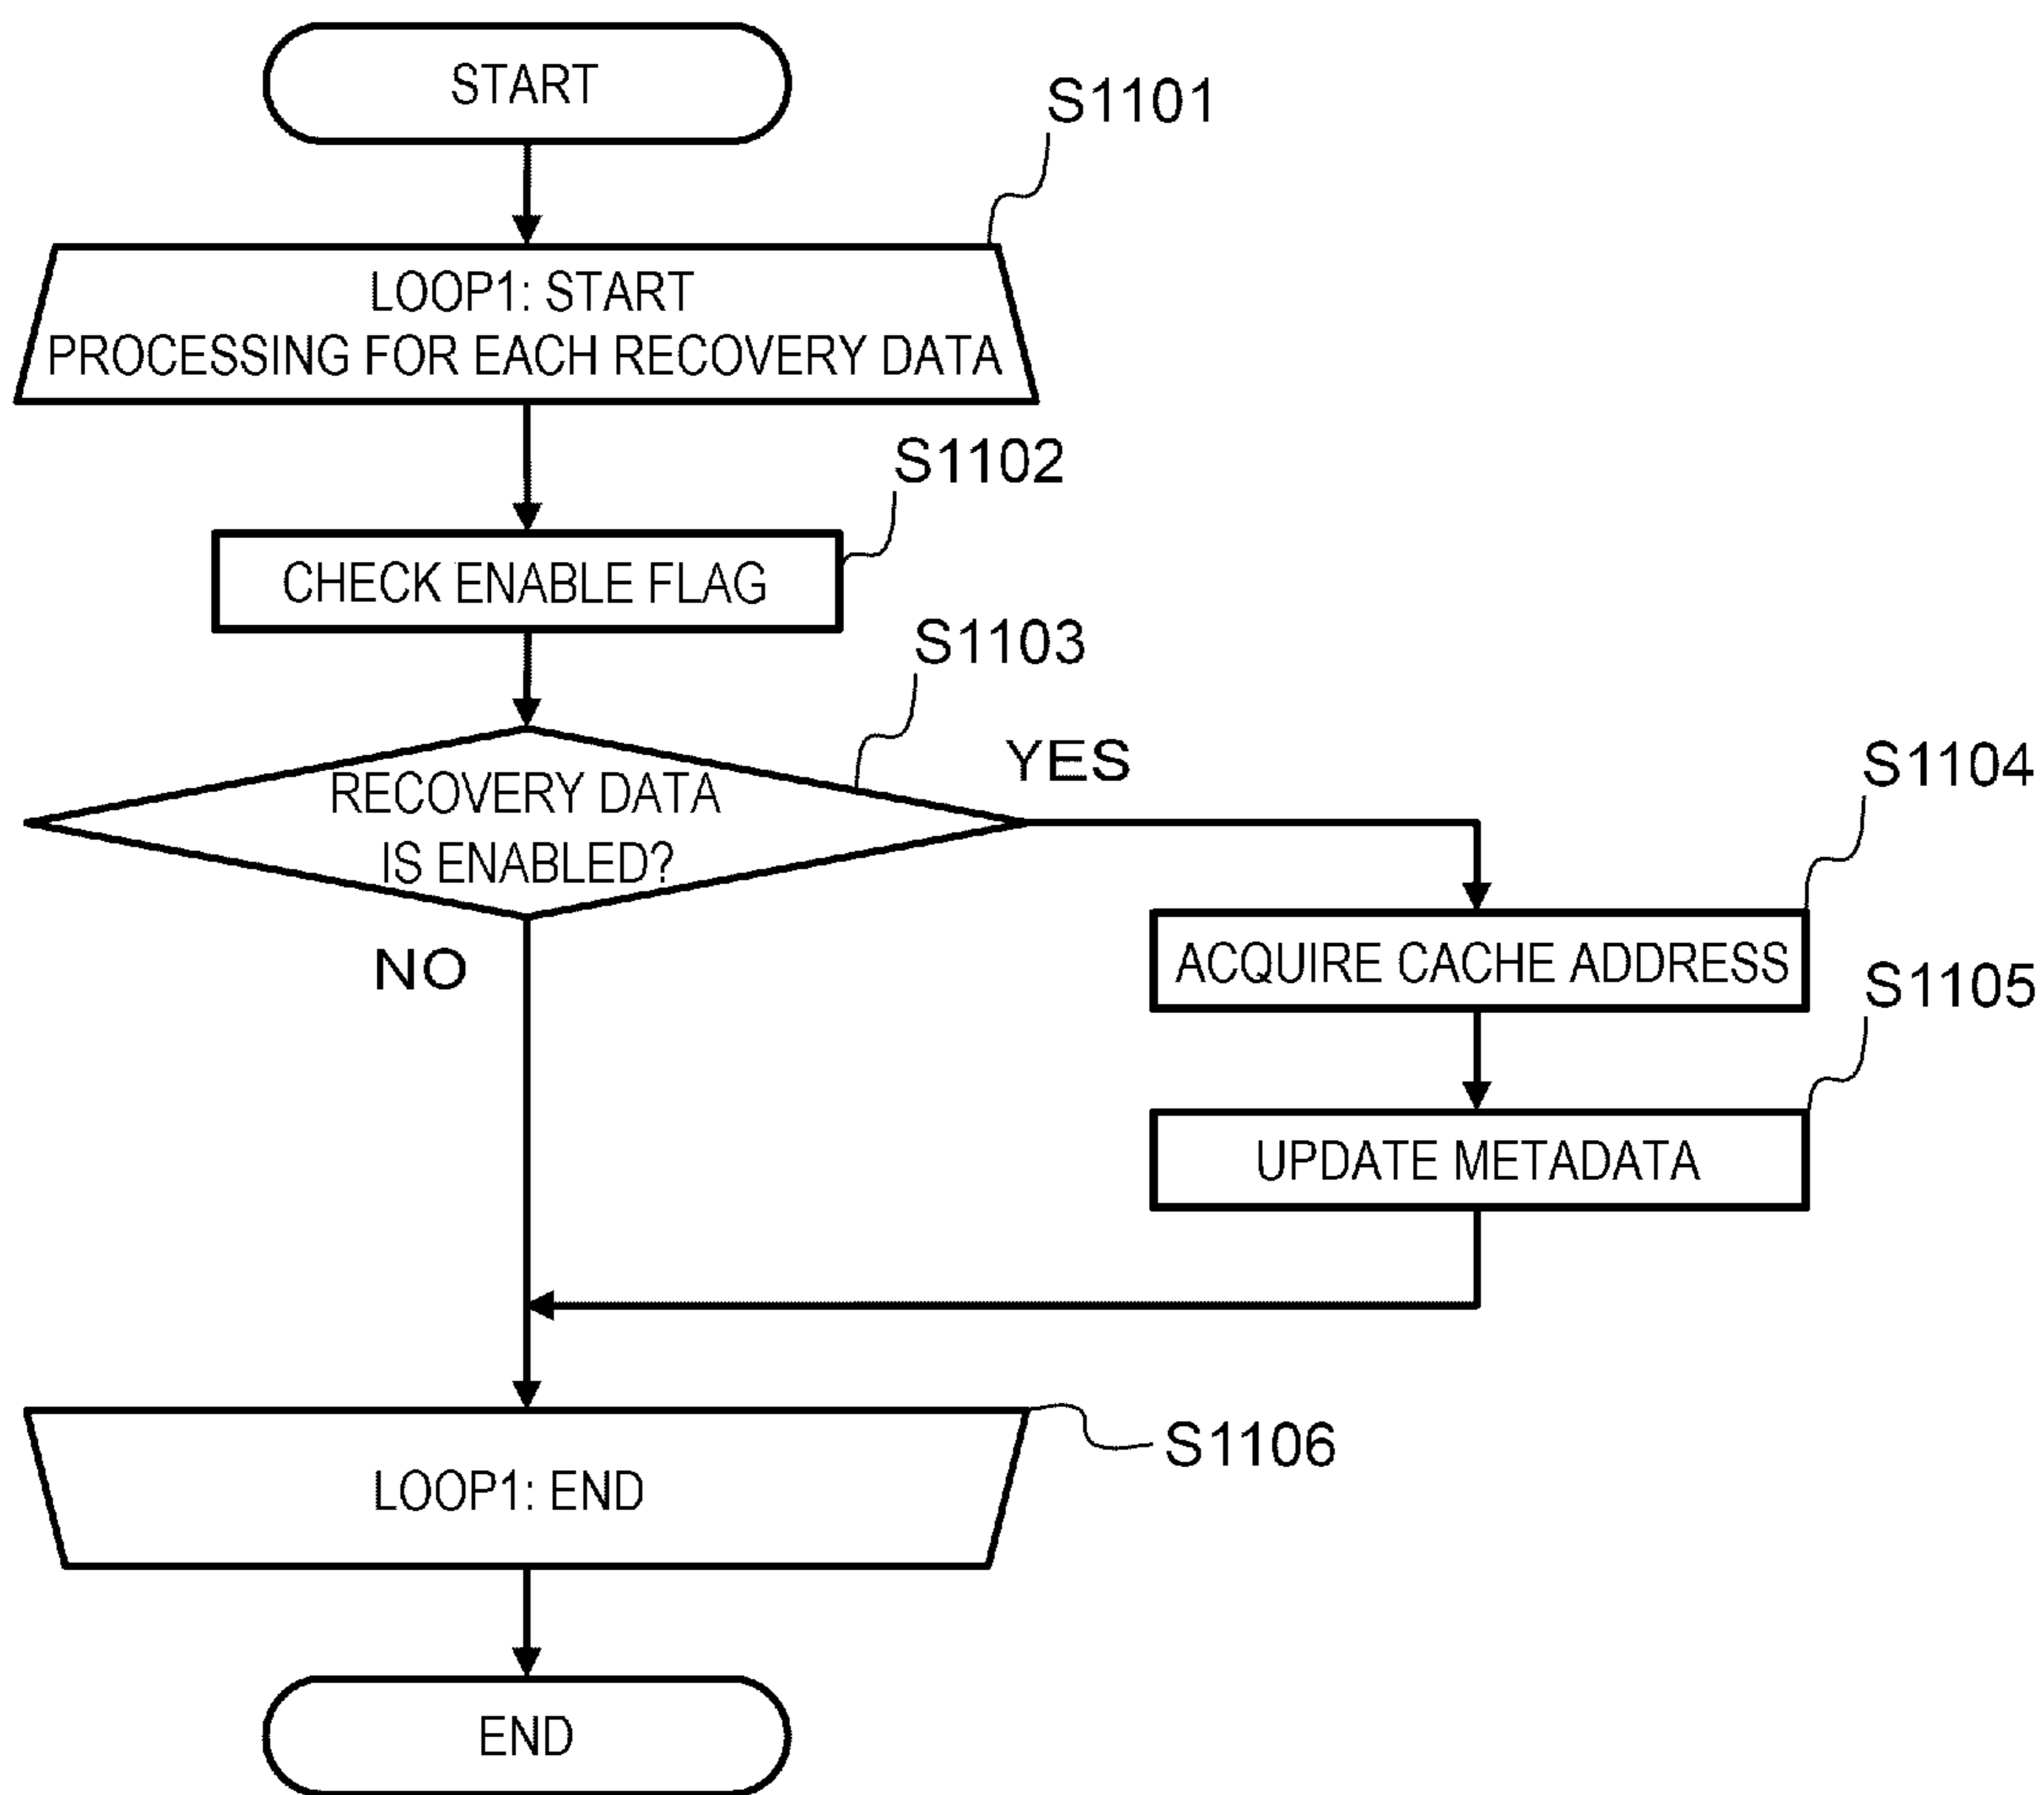 START
S1101
LOOP1: START
PROCESSING FOR EACH RECOVERY DATA
S1102
CHECK ENABLE FLAG
S1103
RECOVERY DATA
IS ENABLED?
YES
NO
S1104
ACQUIRE CACHE ADDRESS
S1105
UPDATE METADATA
S1106
LOOP1: END
END